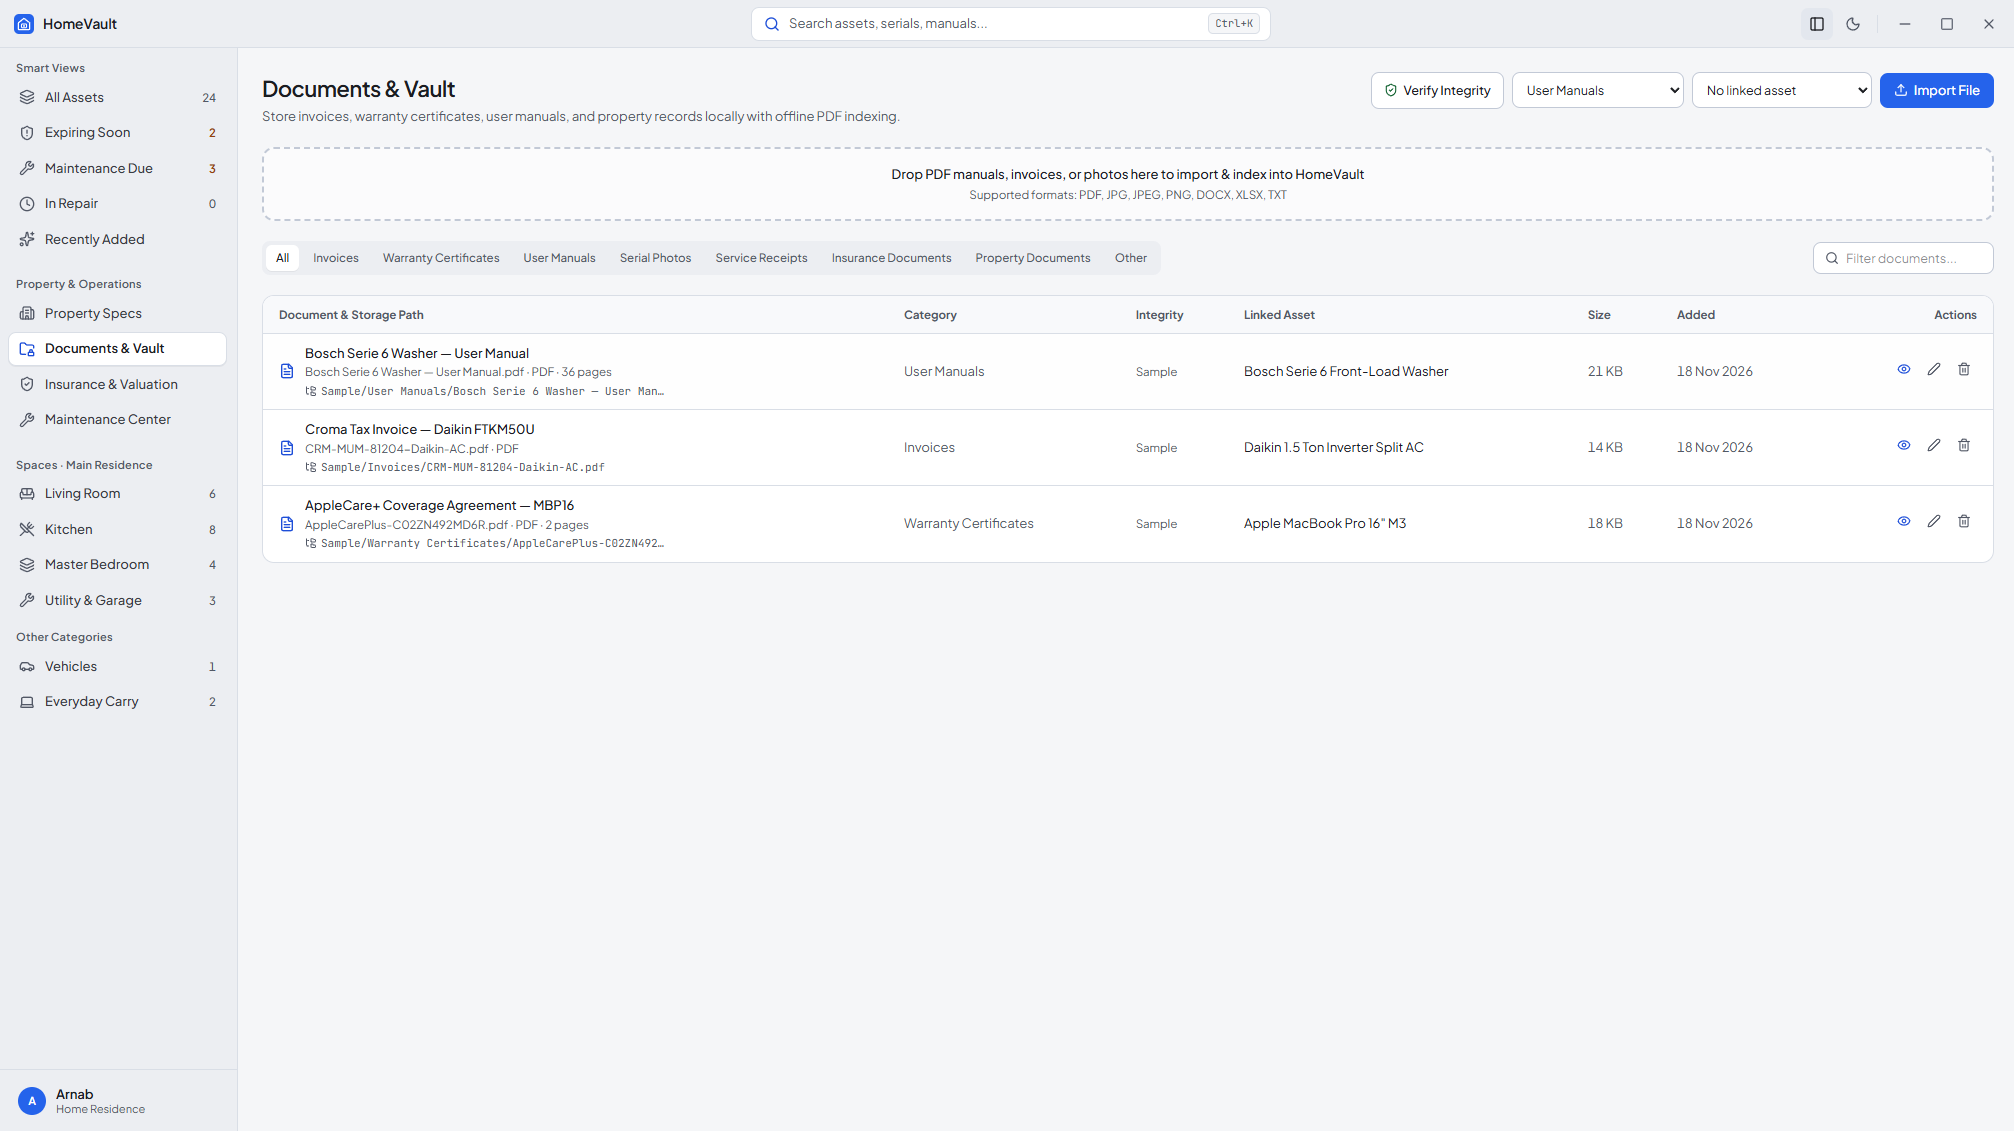 HomeVault
Search assets, serials, manuals...
Ctrl+K
Smart Views
All Assets 24
Expiring Soon 2
Maintenance Due 3
In Repair 0
Recently Added
Property & Operations
Property Specs
Documents & Vault
Insurance & Valuation
Maintenance Center
Spaces · Main Residence
Living Room 6
Kitchen 8
Master Bedroom 4
Utility & Garage 3
Other Categories
Vehicles 1
Everyday Carry 2
A
Arnab
Home Residence
Documents & Vault
Store invoices, warranty certificates, user manuals, and property records locally with offline PDF indexing.
Verify Integrity
User Manuals
No linked asset
Import File
Drop PDF manuals, invoices, or photos here to import & index into HomeVault
Supported formats: PDF, JPG, JPEG, PNG, DOCX, XLSX, TXT
All Invoices Warranty Certificates User Manuals Serial Photos Service Receipts Insurance Documents Property Documents Other
Filter documents...
Document & Storage Path Category Integrity Linked Asset Size Added Actions
Bosch Serie 6 Washer — User Manual
Bosch Serie 6 Washer — User Manual.pdf · PDF · 36 pages
Sample/User Manuals/Bosch Serie 6 Washer — User Man…
User Manuals Sample Bosch Serie 6 Front-Load Washer 21 KB 18 Nov 2026
Croma Tax Invoice — Daikin FTKM50U
CRM-MUM-81204-Daikin-AC.pdf · PDF
Sample/Invoices/CRM-MUM-81204-Daikin-AC.pdf
Invoices Sample Daikin 1.5 Ton Inverter Split AC 14 KB 18 Nov 2026
AppleCare+ Coverage Agreement — MBP16
AppleCarePlus-C02ZN492MD6R.pdf · PDF · 2 pages
Sample/Warranty Certificates/AppleCarePlus-C02ZN492…
Warranty Certificates Sample Apple MacBook Pro 16" M3 18 KB 18 Nov 2026